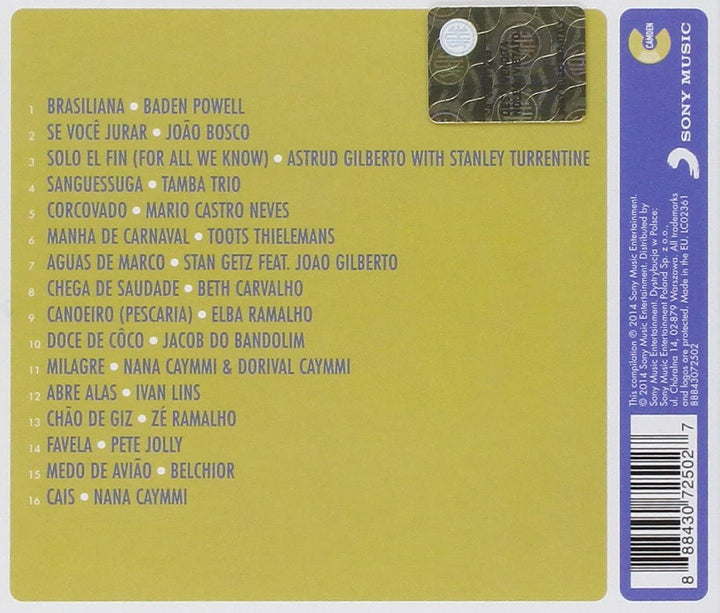 1 BRASILIANA • BADEN POWELL
2 SE VOCÊ JURAR • JOÃO BOSCO
3 SOLO EL FIN (FOR ALL WE KNOW) • ASTRUD GILBERTO WITH STANLEY TURRENTINE
4 SANGUESSUGA • TAMBA TRIO
5 CORCOVADO • MARIO CASTRO NEVES
6 MANHA DE CARNAVAL • TOOTS THIELEMANS
7 AGUAS DE MARCO • STAN GETZ FEAT. JOAO GILBERTO
8 CHEGA DE SAUDADE • BETH CARVALHO
9 CANOEIRO (PESCARIA) • ELBA RAMALHO
10 DOCE DE CÔCO • JACOB DO BANDOLIM
11 MILAGRE • NANA CAYMMI & DORIVAL CAYMMI
12 ABRE ALAS • IVAN LINS
13 CHÃO DE GIZ • ZÉ RAMALHO
14 FAVELA • PETE JOLLY
15 MEDO DE AVIÃO • BELCHIOR
16 CAIS • NANA CAYMMI
SIAE
CAMDEN
SONY MUSIC
This compilation ℗ 2014 Sony Music Entertainment.
© 2014 Sony Music Entertainment. Distributed by
Sony Music Entertainment. Dystrybucja w Polsce:
Sony Music Entertainment Poland Sp. z o.o.,
ul. Chłralna 14, 02-879 Warszawa. All trademarks
and logos are protected. Made in the EU. LC02361
88843072502
8 88430 72502 7